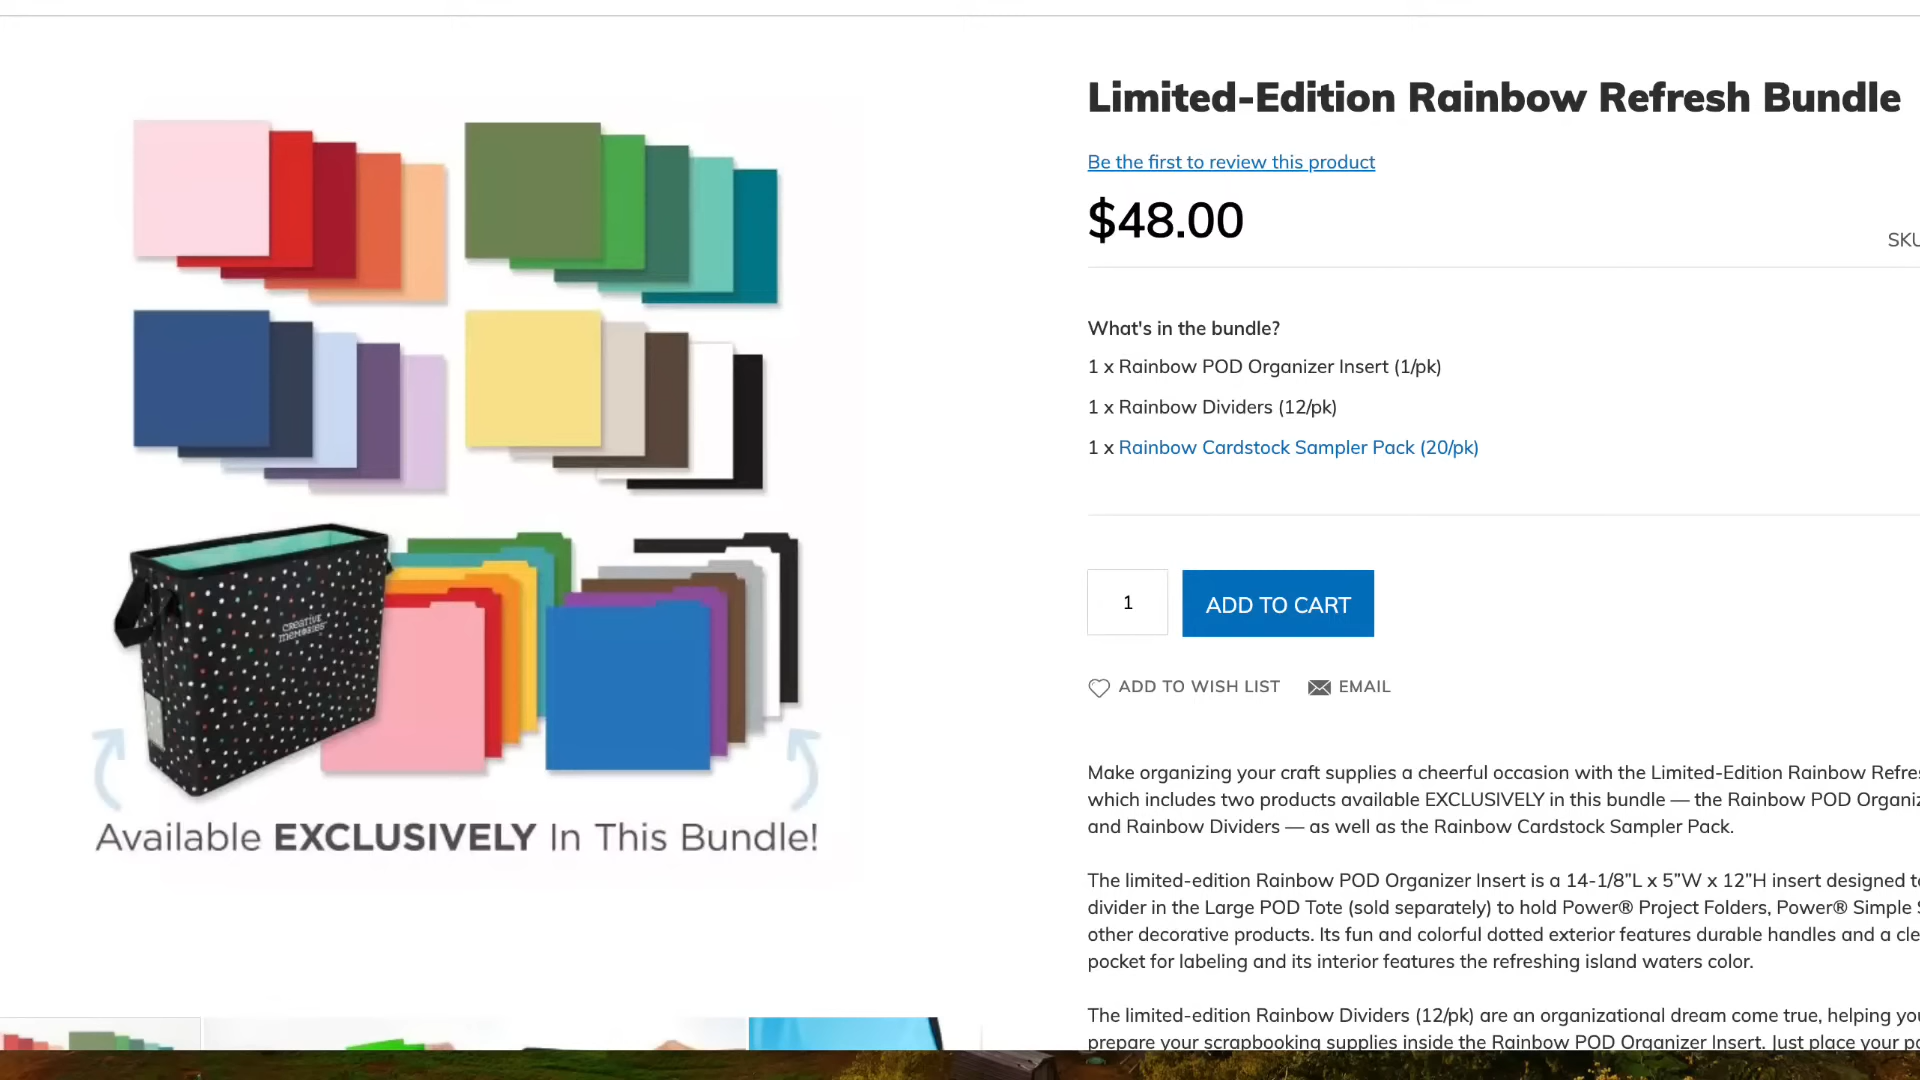 Limited-Edition Rainbow Refresh Bundle
Be the first to review this product
$48.00
SKU
What's in the bundle?
1 x Rainbow POD Organizer Insert (1/pk)
1 x Rainbow Dividers (12/pk)
1 x Rainbow Cardstock Sampler Pack (20/pk)
1
ADD TO CART
ADD TO WISH LIST
EMAIL
CREATIVE
MEMORIES
Available EXCLUSIVELY In This Bundle!
Make organizing your craft supplies a cheerful occasion with the Limited-Edition Rainbow
which includes two products available EXCLUSIVELY in this bundle — the Rainbow POD
and Rainbow Dividers — as well as the Rainbow Cardstock Sampler Pack.
The limited-edition Rainbow POD Organizer Insert is a 14-1/8”L x 5”W x 12”H insert designed
divider in the Large POD Tote (sold separately) to hold Power® Project Folders, Power® Simple
other decorative products. Its fun and colorful dotted exterior features durable handles and a
pocket for labeling and its interior features the refreshing island waters color.
The limited-edition Rainbow Dividers (12/pk) are an organizational dream come true, helping
prepare your scrapbooking supplies inside the Rainbow POD Organizer Insert. Just place your